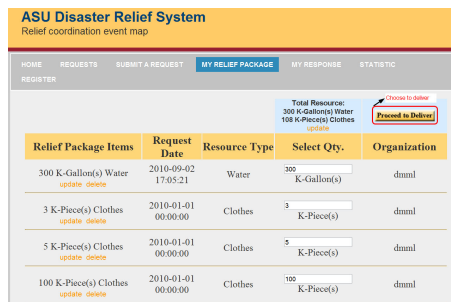 ASU Disaster Relief System
Relief coordination event map
HOME REQUESTS SUBMIT A REQUEST MY RELIEF PACKAGE MY RESPONSE STATISTIC
REGISTER
Total Resource:
300 K-Gallon(s) Water
108 K-Piece(s) Clothes
update
Choose to deliver
Proceed to Deliver
Relief Package Items Request Date Resource Type Select Qty. Organization
300 K-Gallon(s) Water
update delete
2010-09-02
17:05:21
Water
300
K-Gallon(s)
dmml
3 K-Piece(s) Clothes
update delete
2010-01-01
00:00:00
Clothes
3
K-Piece(s)
dmml
5 K-Piece(s) Clothes
update delete
2010-01-01
00:00:00
Clothes
5
K-Piece(s)
dmml
100 K-Piece(s) Clothes
update delete
2010-01-01
00:00:00
Clothes
100
K-Piece(s)
dmml